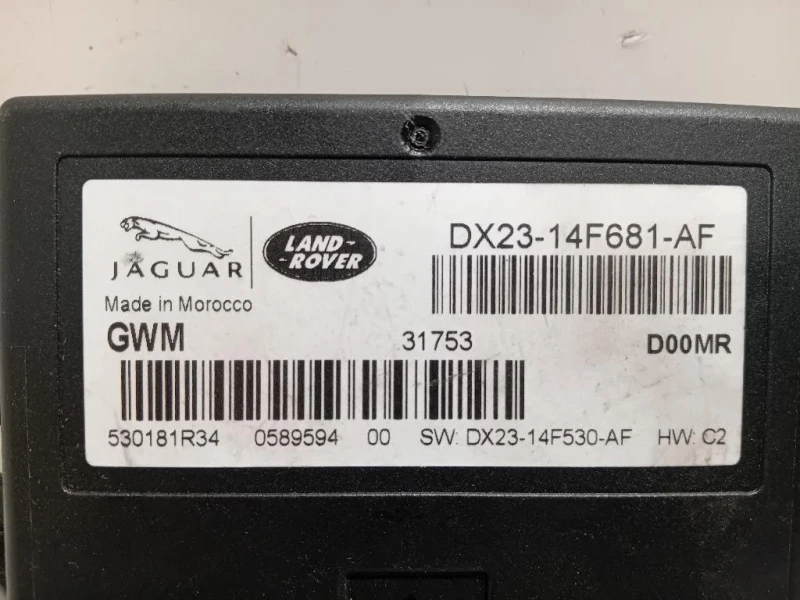 JAGUAR
LAND-
-ROVER
DX23-14F681-AF
Made in Morocco
GWM 31753 D00MR
530181R34 0589594 00 SW: DX23-14F530-AF HW: C2